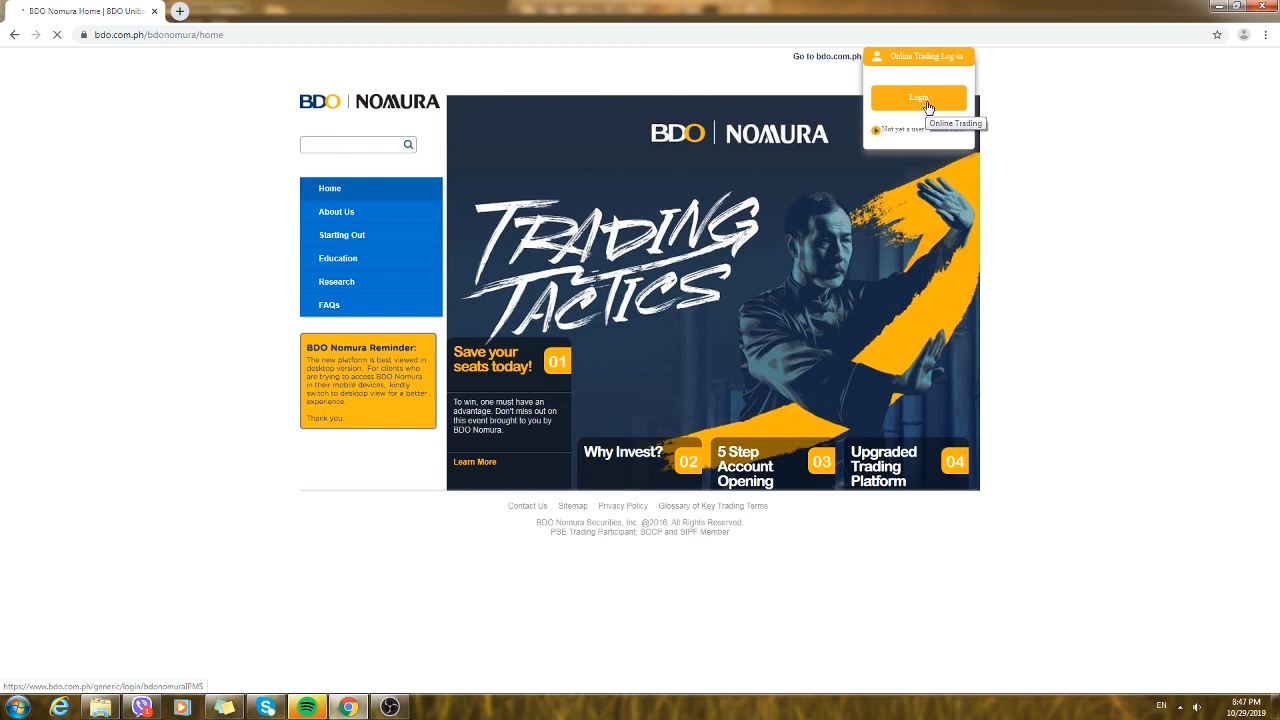 BDO Nomura Home | BDO Unib
bdo.com.ph/bdonomura/home
Go to bdo.com.ph
Online Trading Log-in
Login
Online Trading
Not yet a user
BDO | NOMURA
BDO | NOMURA
TRADING
TACTICS
Home
About Us
Starting Out
Education
Research
FAQs
BDO Nomura Reminder:
The new platform is best viewed in
desktop version. For clients who
are trying to access BDO Nomura
in their mobile devices, kindly
switch to desktop view for a better
experience.
Thank you.
Save your
seats today!
01
To win, one must have an
advantage. Don't miss out on
this event brought to you by
BDO Nomura.
Learn More
Why Invest?
02
5 Step
Account
Opening
03
Upgraded
Trading
Platform
04
Contact Us Sitemap Privacy Policy Glossary of Key Trading Terms
BDO Nomura Securities, Inc. @2016. All Rights Reserved.
PSE Trading Participant; SCCP and SIPF Member
https://www.bdo.com.ph/generic/login/bdonomuraIPMS
EN
8:47 PM
10/29/2019